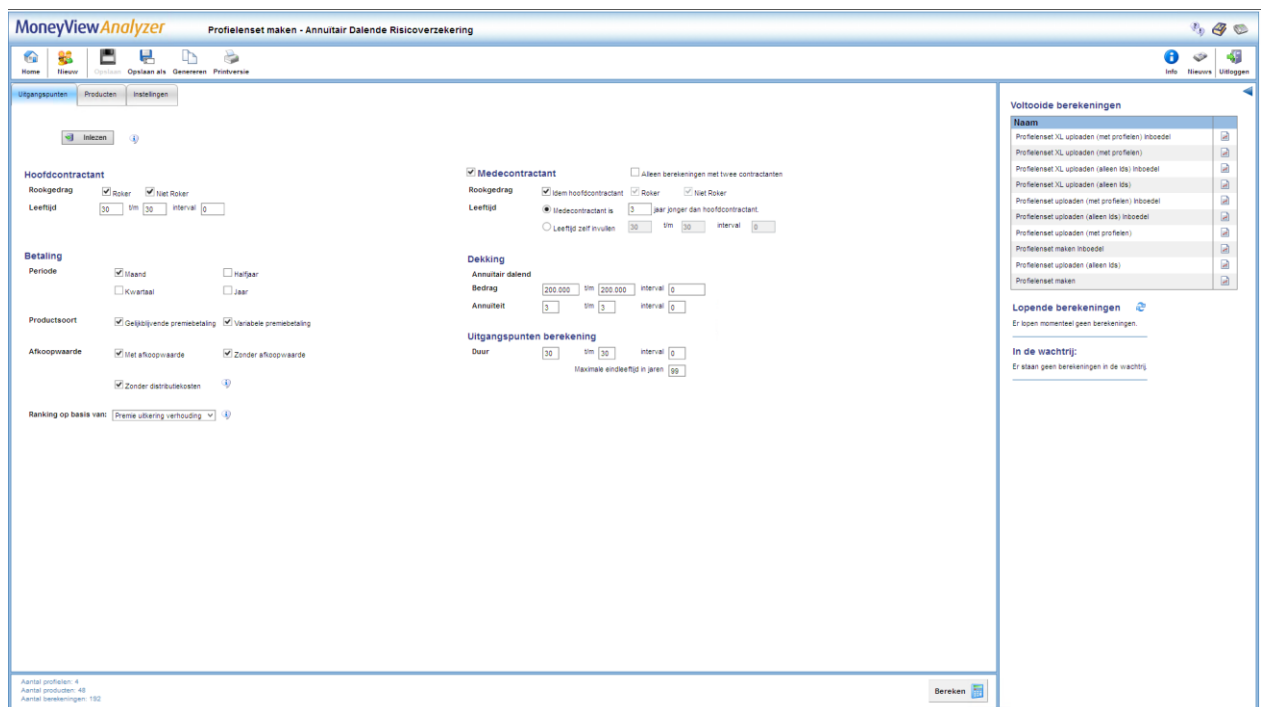 MoneyViewAnalyzer Profielenset maken - Annuïtair Dalende Risicoverzekering
Home Nieuw Opslaan Opslaan als Genereren Printversie Info Nieuws Uitloggen
Uitgangspunten Producten Instellingen
Inlezen
Hoofdcontractant
Rookgedrag Roker Niet Roker
Leeftijd 30 t/m 30 interval 0
Betaling
Periode Maand Halfjaar
Kwartaal Jaar
Productsoort Gelijkblijvende premiebetaling Variabele premiebetaling
Afkoopwaarde Met afkoopwaarde Zonder afkoopwaarde
Zonder distributiekosten
Ranking op basis van: Premie uitkering verhouding
Medecontractant Alleen berekeningen met twee contractanten
Rookgedrag Idem hoofdcontractant Roker Niet Roker
Leeftijd Medecontractant is 3 jaar jonger dan hoofdcontractant.
Leeftijd zelf invullen 30 t/m 30 interval 0
Dekking
Annuïtair dalend
Bedrag 200.000 t/m 200.000 interval 0
Annuïteit 3 t/m 3 interval 0
Uitgangspunten berekening
Duur 30 t/m 30 interval 0
Maximale eindleeftijd in jaren 99
Voltooide berekeningen
Naam
Profielenset XL uploaden (met profielen) Inboedel
Profielenset XL uploaden (met profielen)
Profielenset XL uploaden (alleen Ids) Inboedel
Profielenset XL uploaden (alleen Ids)
Profielenset uploaden (met profielen) Inboedel
Profielenset uploaden (alleen Ids) Inboedel
Profielenset uploaden (met profielen)
Profielenset maken Inboedel
Profielenset uploaden (alleen Ids)
Profielenset maken
Lopende berekeningen
Er lopen momenteel geen berekeningen.
In de wachtrij:
Er staan geen berekeningen in de wachtrij.
Aantal profielen: 4
Aantal producten: 48
Aantal berekeningen: 192
Bereken